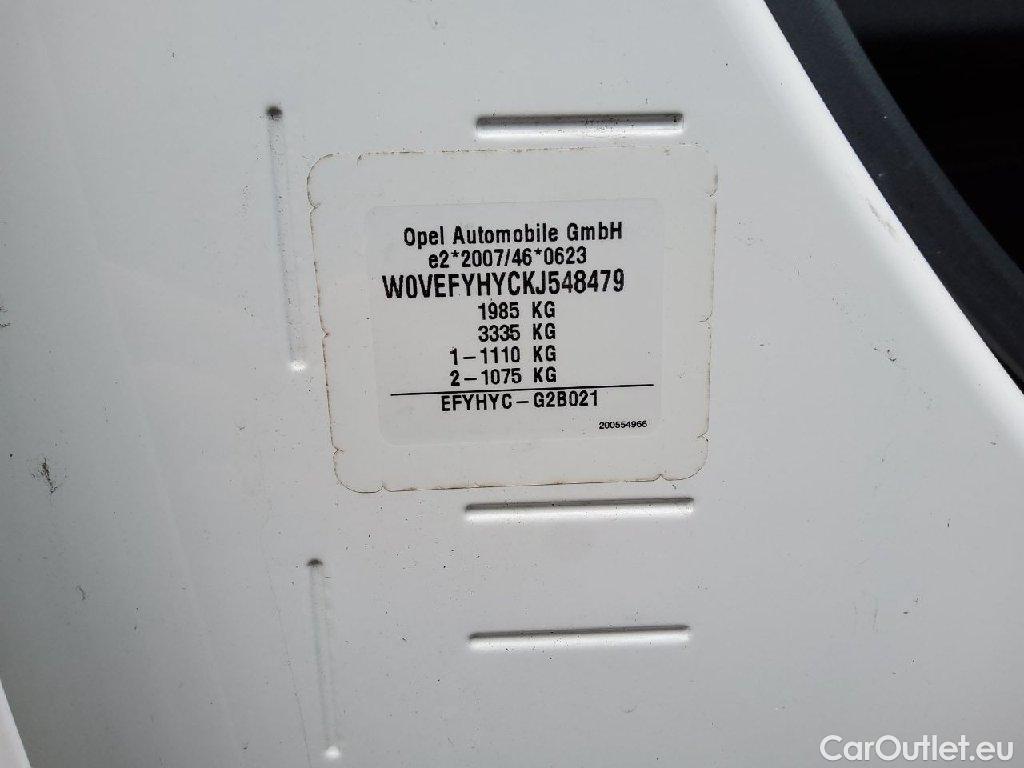 Opel Automobile GmbH
e2*2007/46*0623
W0VEFYHYCKJ548479
1985 KG
3335 KG
1-1110 KG
2-1075 KG
EFYHYC-G2B021
200554966
CarOutlet.eu